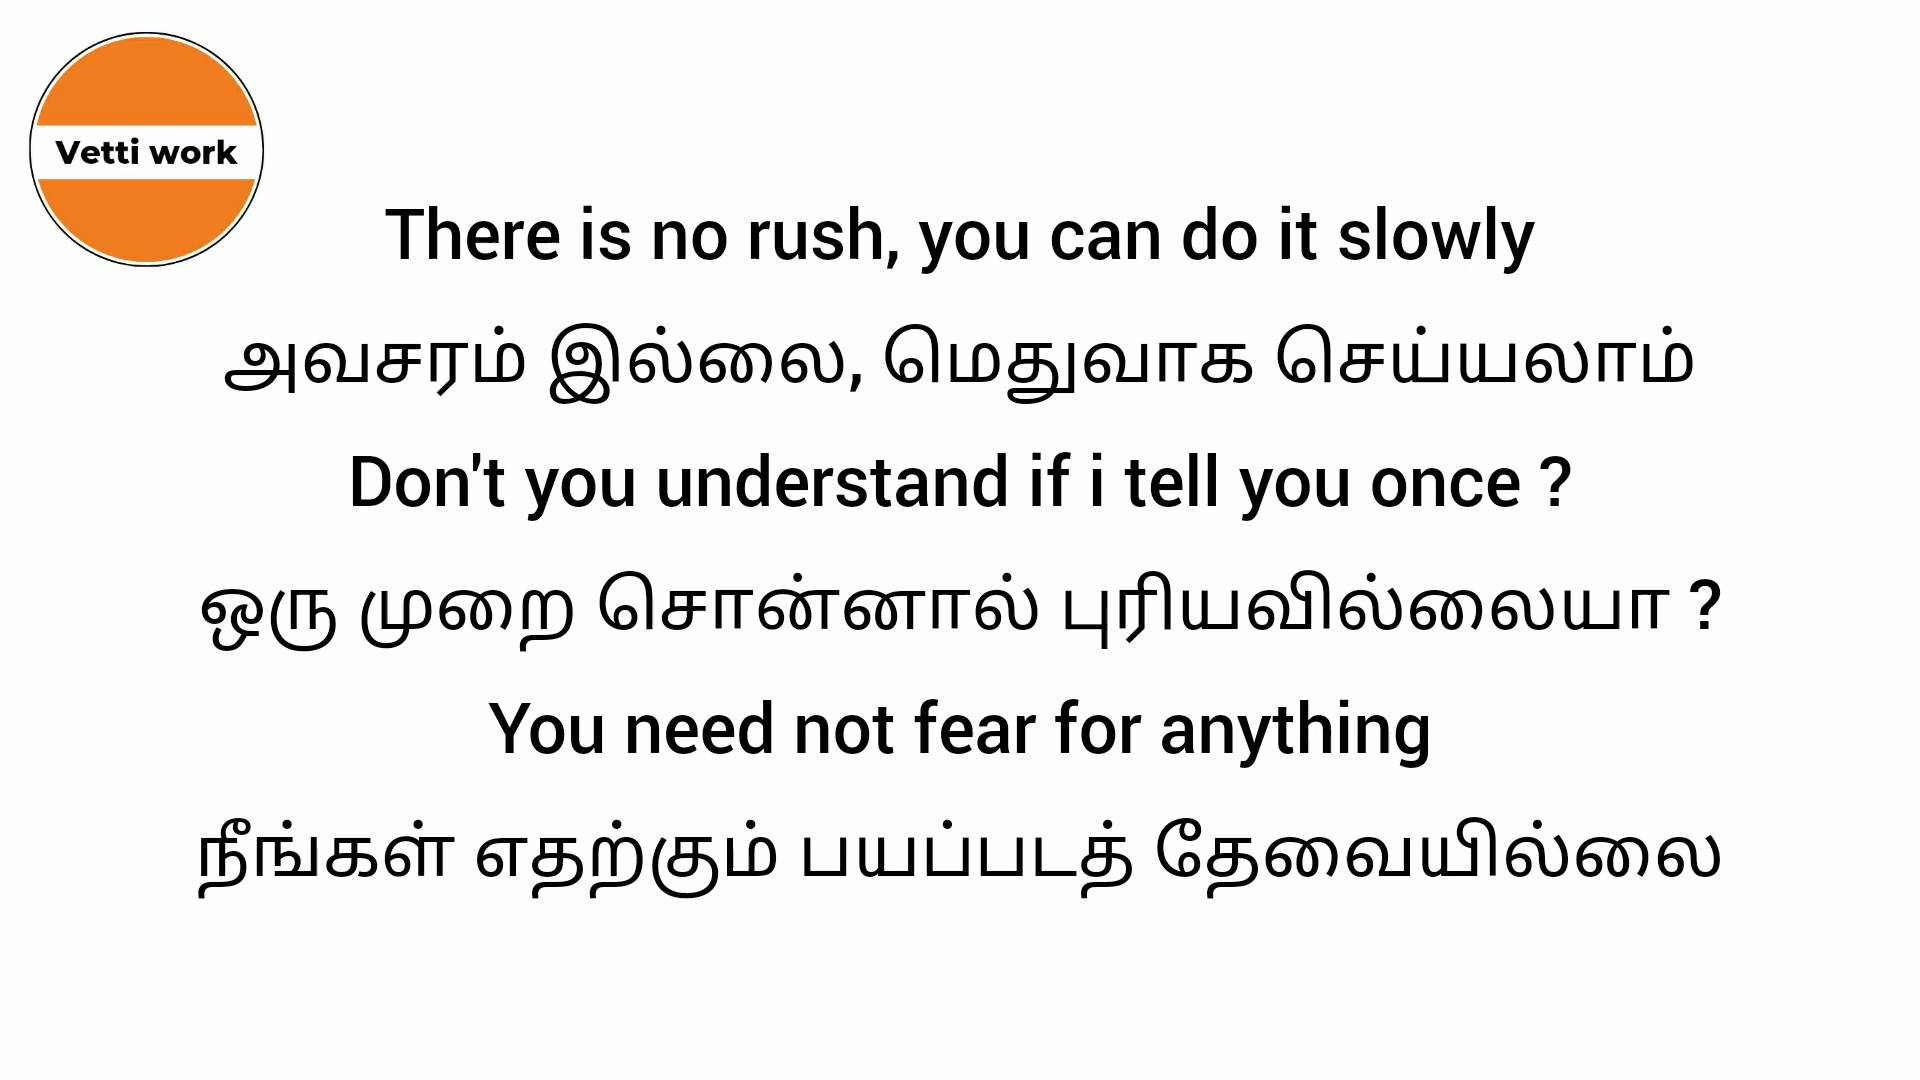 Vetti work
There is no rush, you can do it slowly
அவசரம் இல்லை, மெதுவாக செய்யலாம்
Don't you understand if i tell you once ?
ஒரு முறை சொன்னால் புரியவில்லையா ?
You need not fear for anything
நீங்கள் எதற்கும் பயப்படத் தேவையில்லை